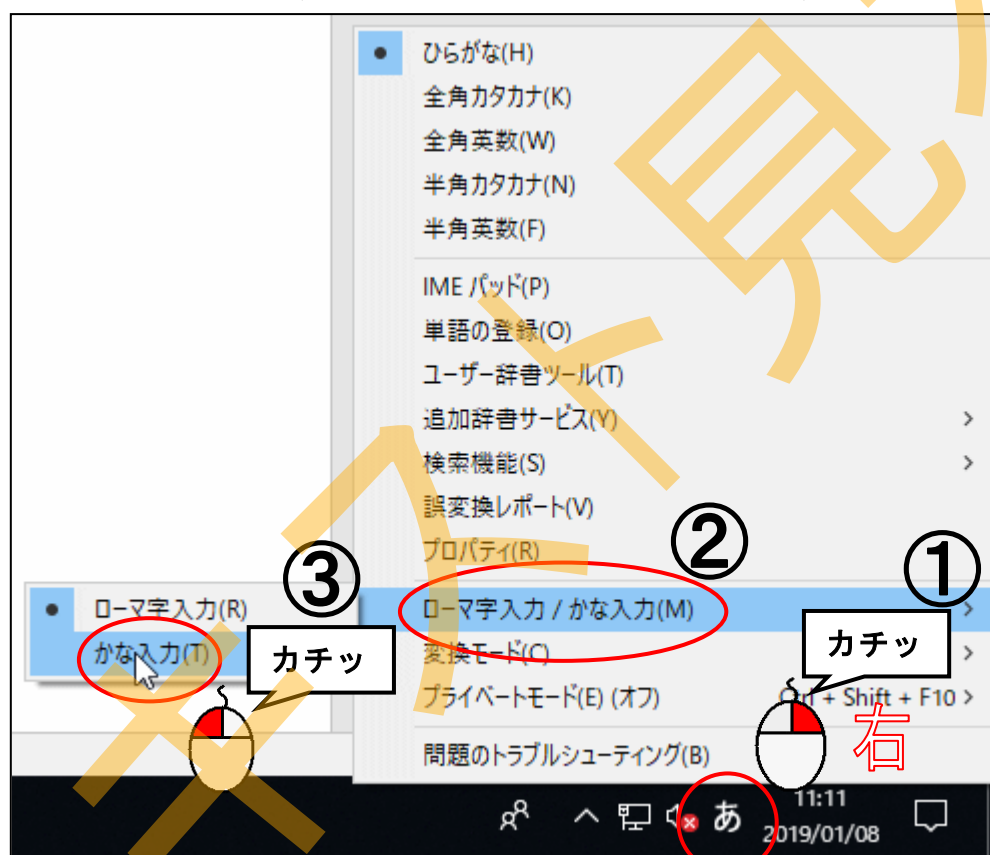 ひらがな(H)
全角カタカナ(K)
全角英数(W)
半角カタカナ(N)
半角英数(F)
IME パッド(P)
単語の登録(O)
ユーザー辞書ツール(T)
追加辞書サービス(Y)
検索機能(S)
誤変換レポート(V)
プロパティ(R)
②
①
ローマ字入力 / かな入力(M)
③
ローマ字入力(R)
かな入力(T)
カチッ
カチッ
変換モード(C)
プライベートモード(E) (オフ)
Ctrl + Shift + F10
右
問題のトラブルシューティング(B)
あ
11:11
2019/01/08